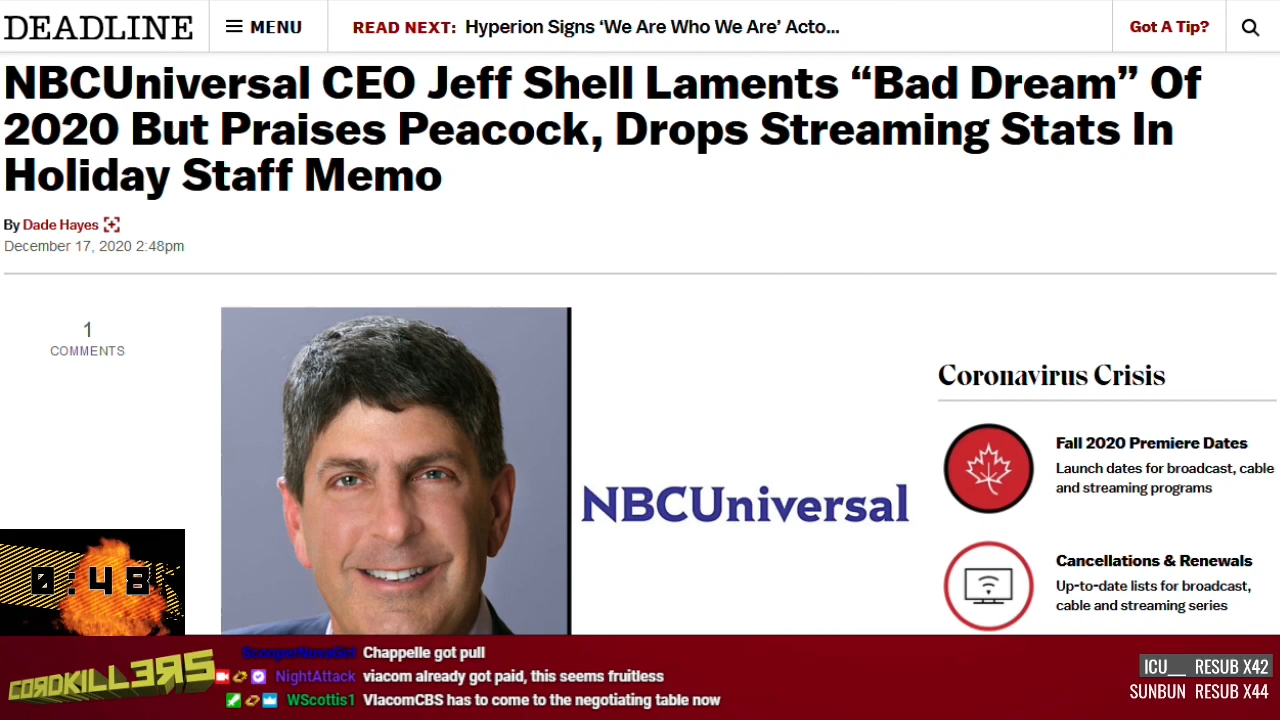 DEADLINE
MENU
READ NEXT: Hyperion Signs ‘We Are Who We Are’ Acto...
Got A Tip?
NBCUniversal CEO Jeff Shell Laments “Bad Dream” Of
2020 But Praises Peacock, Drops Streaming Stats In
Holiday Staff Memo
By Dade Hayes
December 17, 2020 2:48pm
1
COMMENTS
NBCUniversal
Coronavirus Crisis
Fall 2020 Premiere Dates
Launch dates for broadcast, cable
and streaming programs
Cancellations & Renewals
Up-to-date lists for broadcast,
cable and streaming series
0:48
CORDKILLERS
Chappelle got pull
NightAttack viacom already got paid, this seems fruitless
WScottis1 VIacomCBS has to come to the negotiating table now
ICU__ RESUB X42
SUNBUN RESUB X44